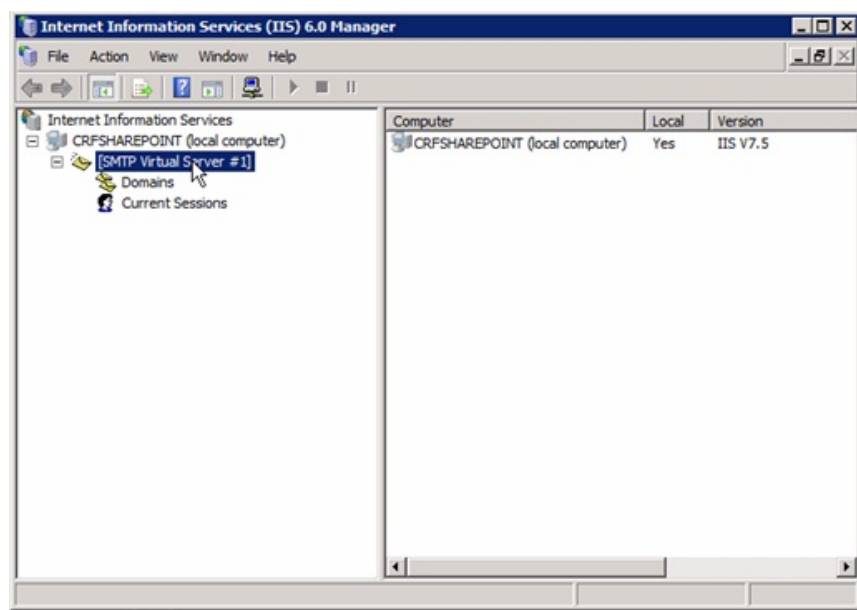 Internet Information Services (IIS) 6.0 Manager
File Action View Window Help
Internet Information Services
CRFSHAREPOINT (local computer)
[SMTP Virtual Server #1]
Domains
Current Sessions
Computer Local Version
CRFSHAREPOINT (local computer) Yes IIS V7.5